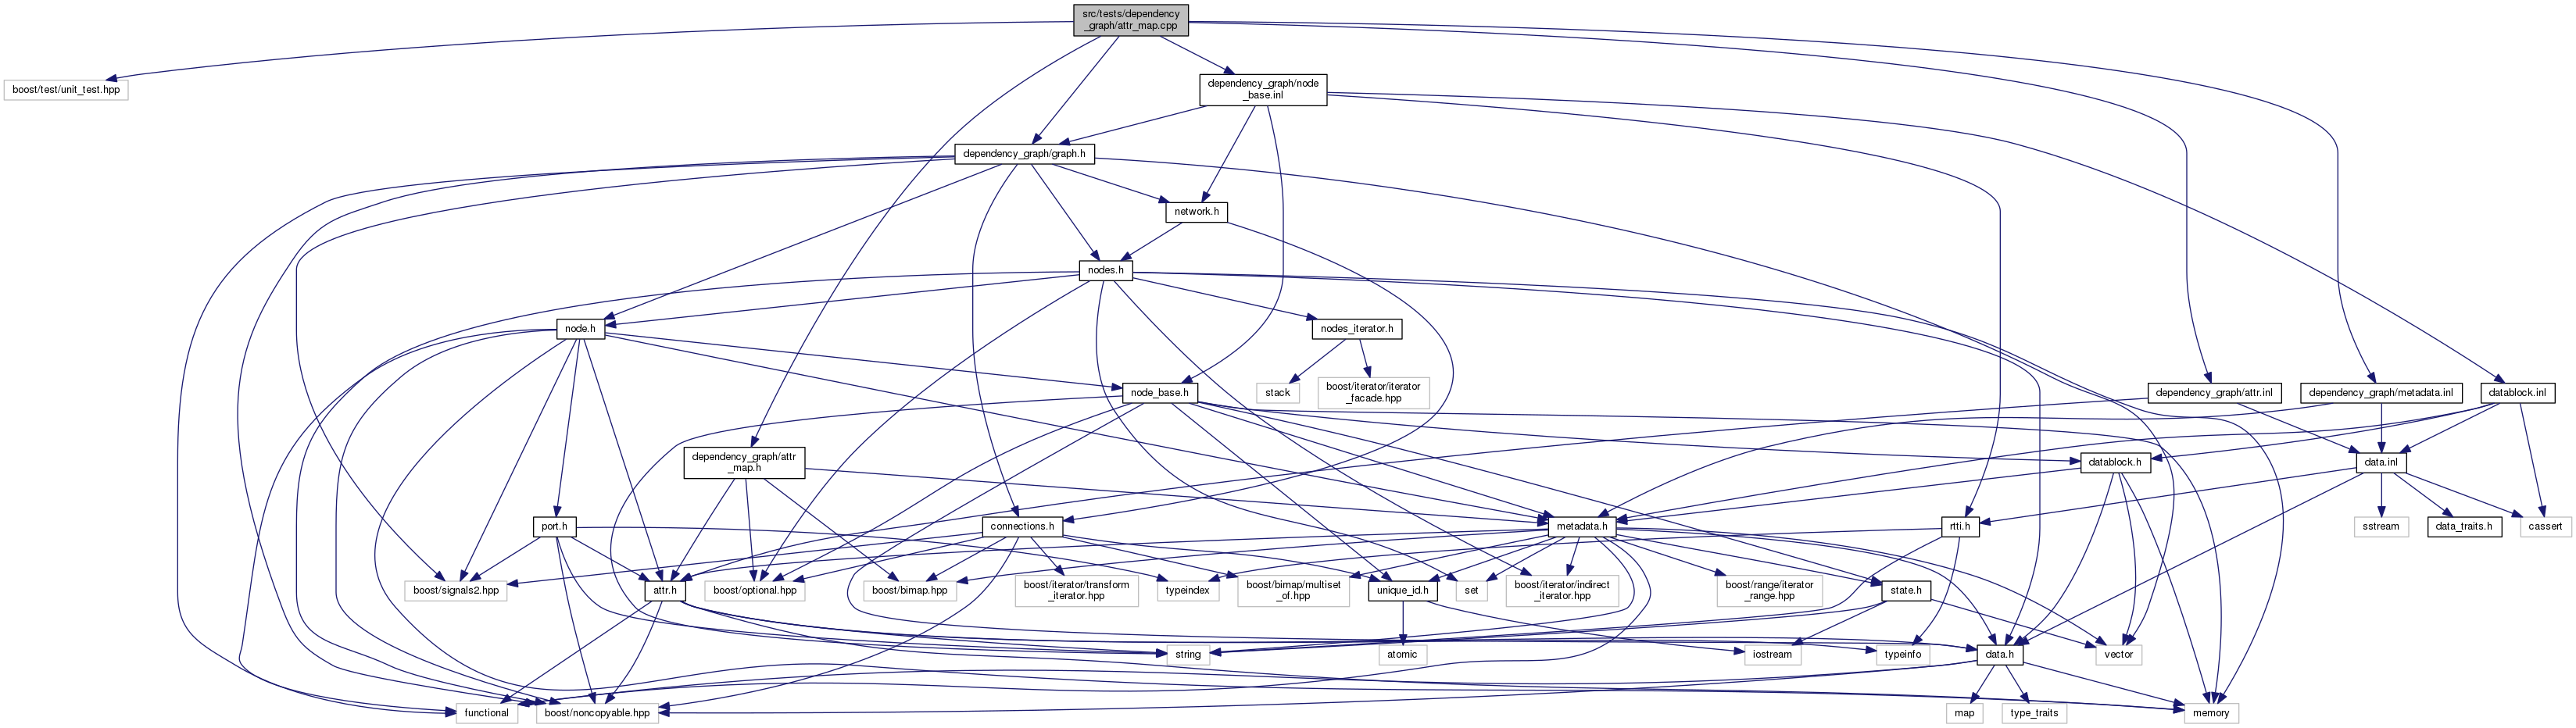 src/tests/dependency
_graph/attr_map.cpp
boost/test/unit_test.hpp
dependency_graph/node
_base.inl
dependency_graph/graph.h
network.h
nodes.h
node.h
nodes_iterator.h
stack
boost/iterator/iterator
_facade.hpp
node_base.h
dependency_graph/attr.inl
dependency_graph/metadata.inl
datablock.inl
dependency_graph/attr
_map.h
datablock.h
data.inl
port.h
connections.h
metadata.h
rtti.h
sstream
data_traits.h
cassert
boost/signals2.hpp
attr.h
boost/optional.hpp
boost/bimap.hpp
boost/iterator/transform
_iterator.hpp
typeindex
boost/bimap/multiset
_of.hpp
unique_id.h
set
boost/iterator/indirect
_iterator.hpp
boost/range/iterator
_range.hpp
state.h
string
atomic
iostream
typeinfo
data.h
vector
functional
boost/noncopyable.hpp
map
type_traits
memory